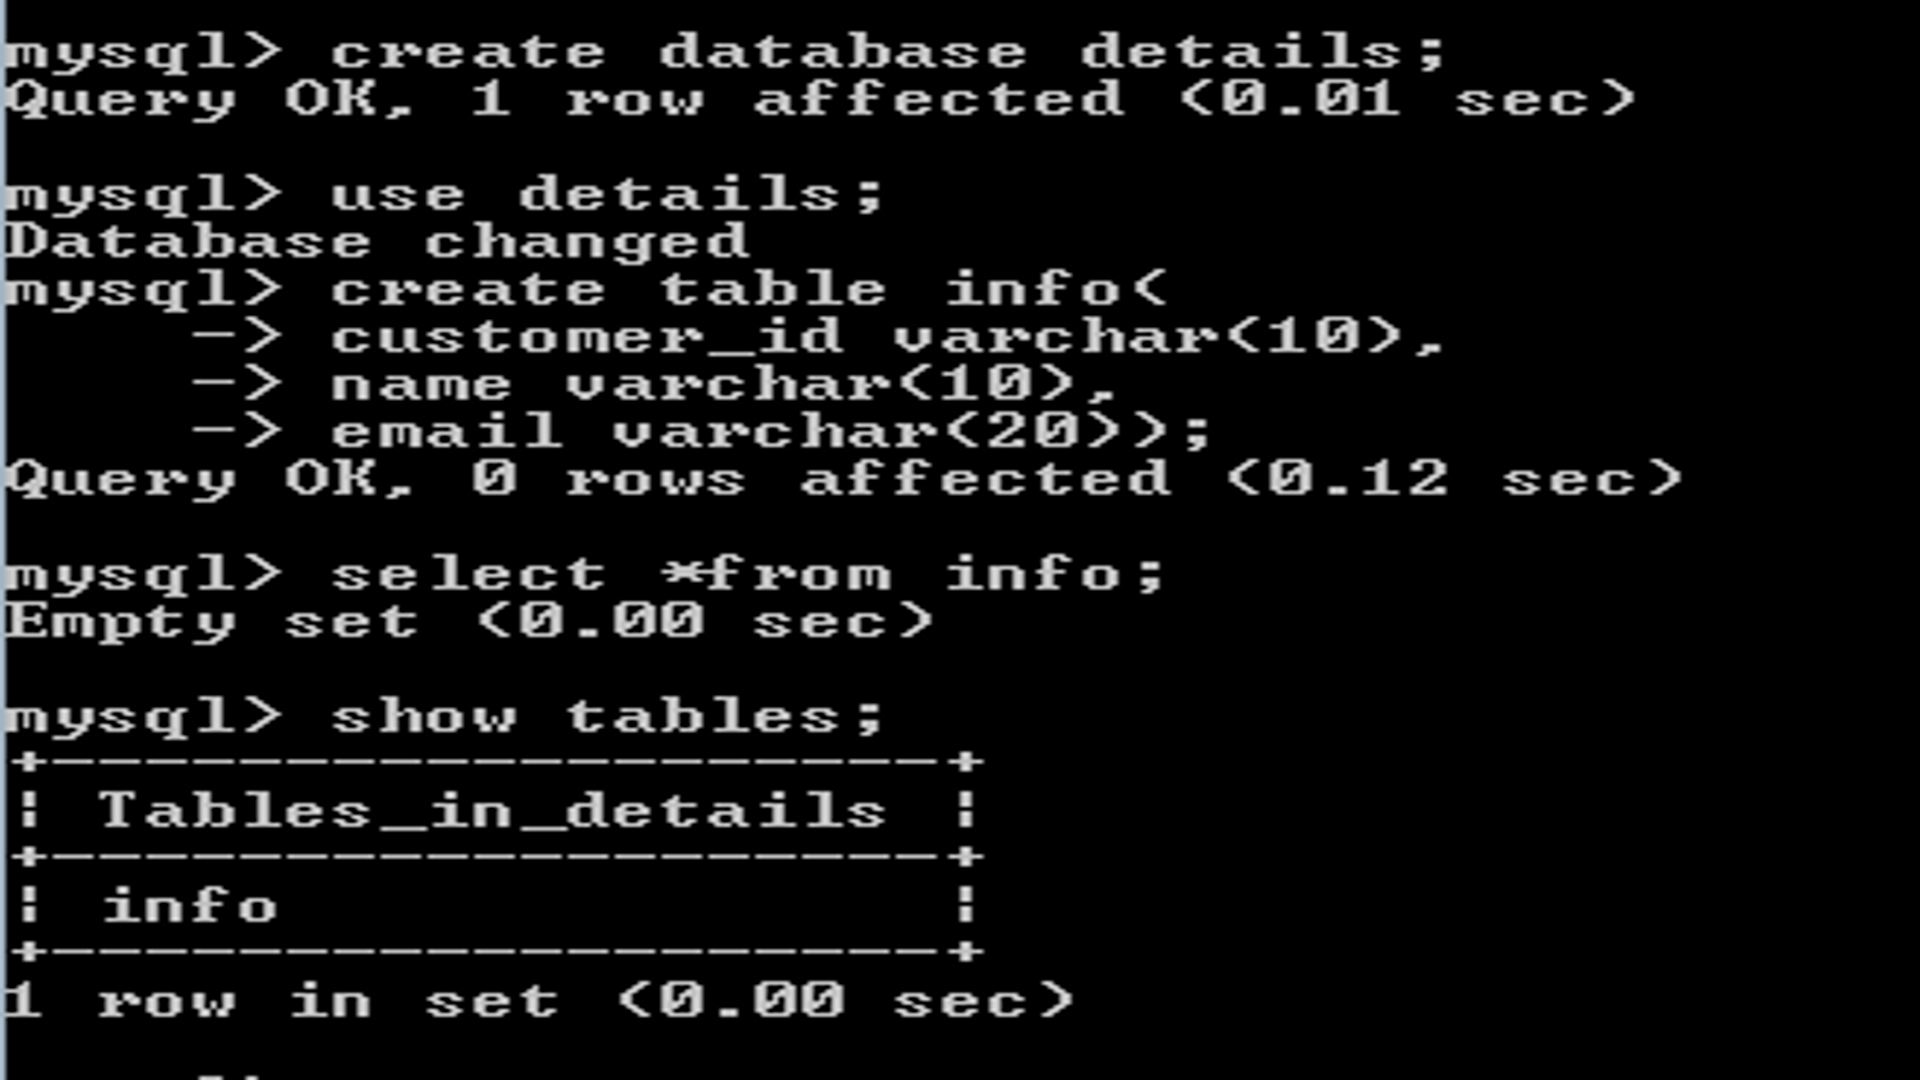 mysql> create database details;
Query OK, 1 row affected (0.01 sec)
mysql> use details;
Database changed
mysql> create table info(
    -> customer_id varchar(10),
    -> name varchar(10),
    -> email varchar(20));
Query OK, 0 rows affected (0.12 sec)
mysql> select *from info;
Empty set (0.00 sec)
mysql> show tables;
+--------------------+
| Tables_in_details  |
+--------------------+
| info               |
+--------------------+
1 row in set (0.00 sec)